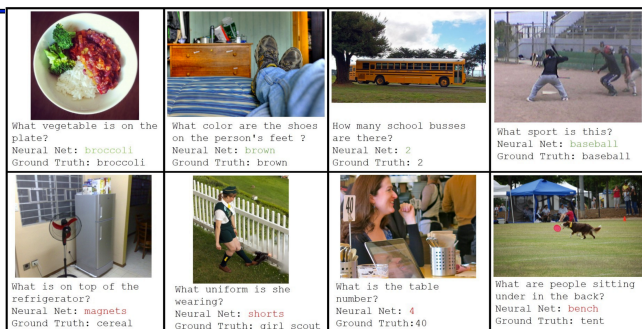 What vegetable is on the
plate?
Neural Net: broccoli
Ground Truth: broccoli
What color are the shoes
on the person's feet ?
Neural Net: brown
Ground Truth: brown
How many school busses
are there?
Neural Net: 2
Ground Truth: 2
What sport is this?
Neural Net: baseball
Ground Truth: baseball
What is on top of the
refrigerator?
Neural Net: magnets
Ground Truth: cereal
What uniform is she
wearing?
Neural Net: shorts
Ground Truth: girl scout
40
What is the table
number?
Neural Net: 4
Ground Truth:40
What are people sitting
under in the back?
Neural Net: bench
Ground Truth: tent